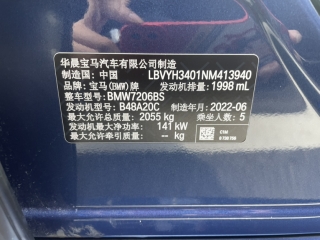 华晨宝马汽车有限公司制造
制造国：中国 LBVYH3401NM413940
品牌：宝马(BMW)牌 发动机排量：1998 mL
整车型号：BMW7206BS
发动机型号：B48A20C 制造年月：2022-06
最大允许总质量：2055 kg 乘坐人数：5
发动机最大净功率：141 kW
最大允许牵引质量：-- kg